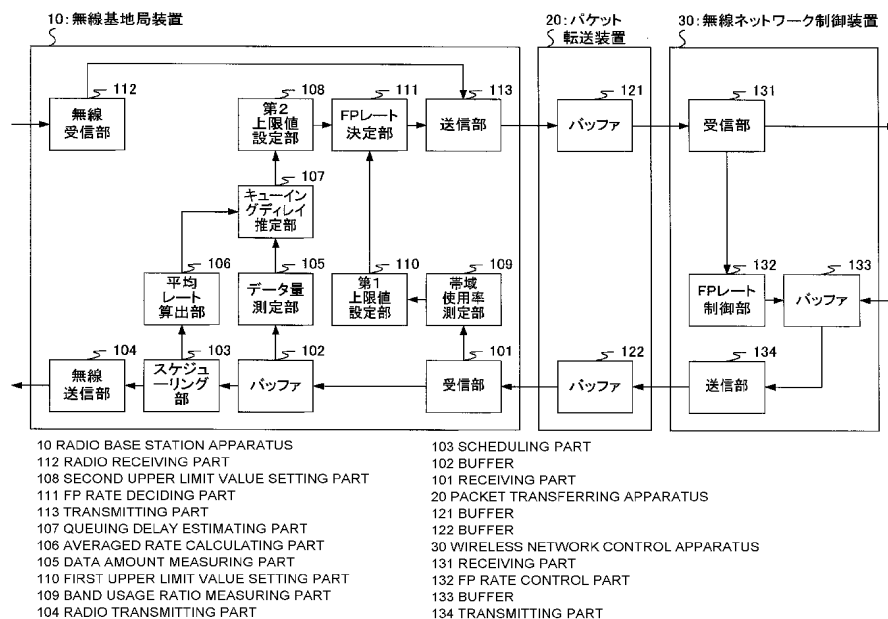 10:無線基地局装置
20:パケット
転送装置
30:無線ネットワーク制御装置
112
無線
受信部
108
第2
上限値
設定部
111
FPレート
決定部
113
送信部
121
バッファ
131
受信部
107
キューイン
グディレイ
推定部
106
平均
レート
算出部
105
データ量
測定部
110
第1
上限値
設定部
109
帯域
使用率
測定部
132
FPレート
制御部
133
バッファ
104
無線
送信部
103
スケジュ
ーリング
部
102
バッファ
101
受信部
122
バッファ
134
送信部
10 RADIO BASE STATION APPARATUS
112 RADIO RECEIVING PART
108 SECOND UPPER LIMIT VALUE SETTING PART
111 FP RATE DECIDING PART
113 TRANSMITTING PART
107 QUEUING DELAY ESTIMATING PART
106 AVERAGED RATE CALCULATING PART
105 DATA AMOUNT MEASURING PART
110 FIRST UPPER LIMIT VALUE SETTING PART
109 BAND USAGE RATIO MEASURING PART
104 RADIO TRANSMITTING PART
103 SCHEDULING PART
102 BUFFER
101 RECEIVING PART
20 PACKET TRANSFERRING APPARATUS
121 BUFFER
122 BUFFER
30 WIRELESS NETWORK CONTROL APPARATUS
131 RECEIVING PART
132 FP RATE CONTROL PART
133 BUFFER
134 TRANSMITTING PART